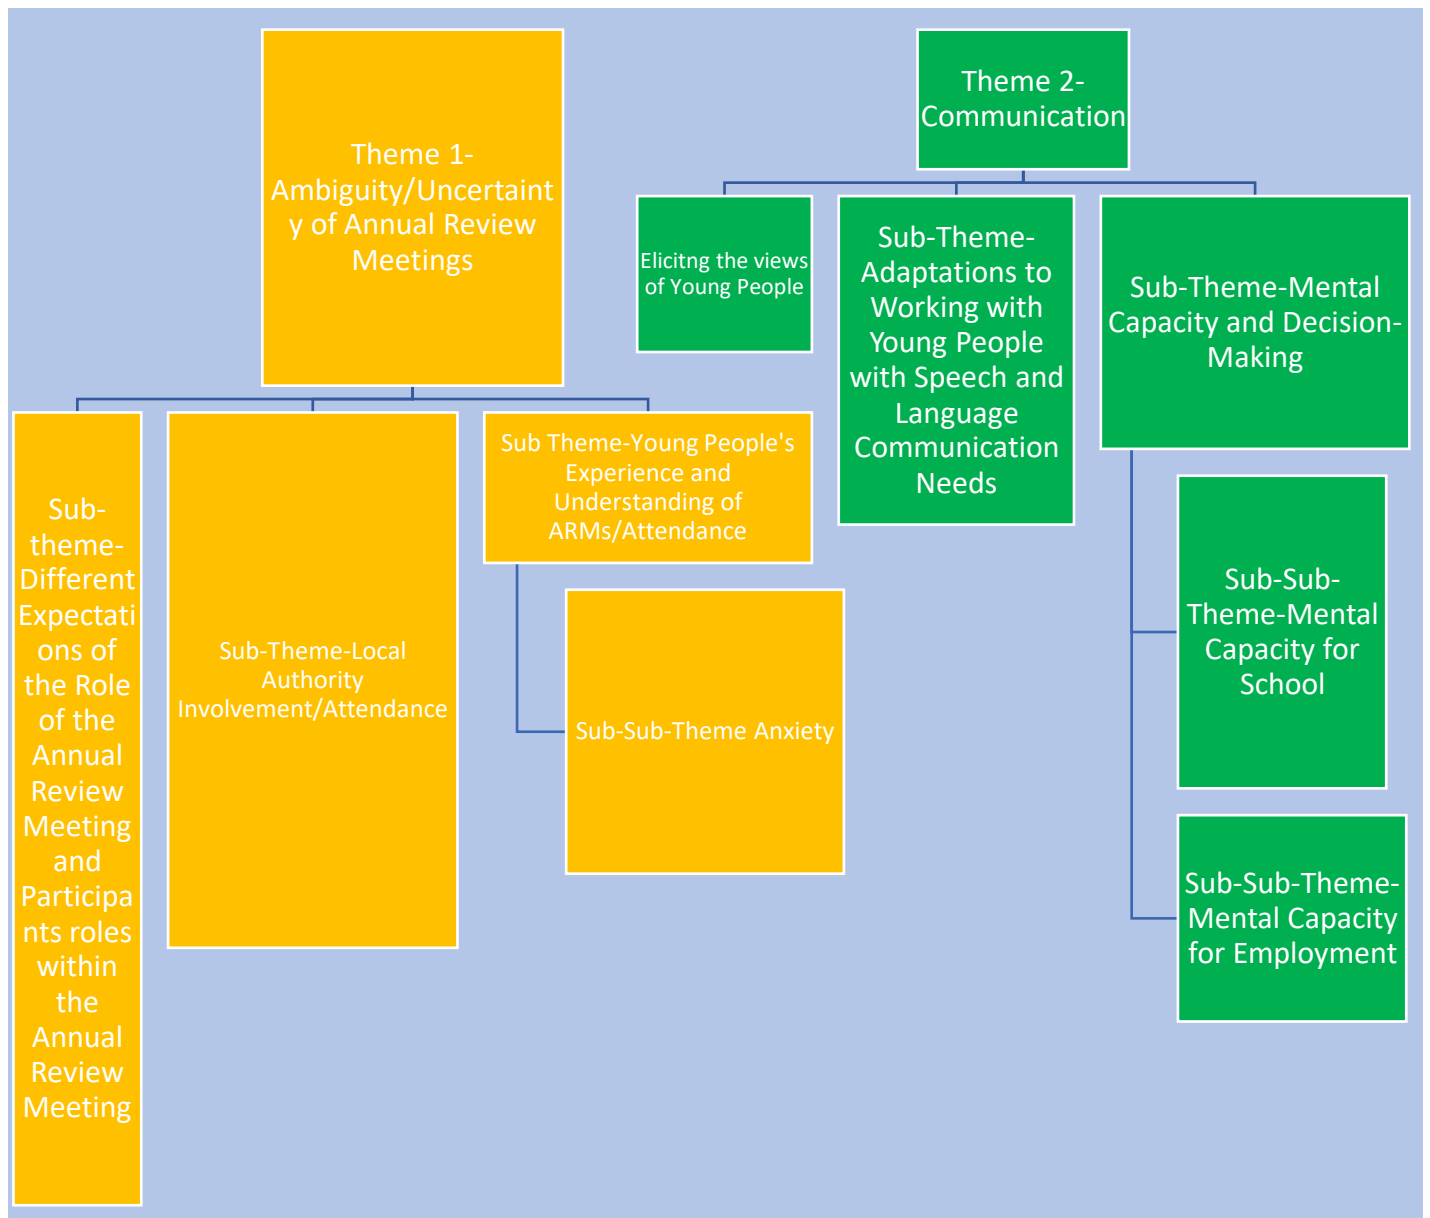 Theme 1-
Ambiguity/Uncertaint
y of Annual Review
Meetings
Sub-
theme-
Different
Expectati
ons of
the Role
of the
Annual
Review
Meeting
and
Participa
nts roles
within
the
Annual
Review
Meeting
Sub-Theme-Local
Authority
Involvement/Attendance
Sub Theme-Young People's
Experience and
Understanding of
ARMs/Attendance
Sub-Sub-Theme Anxiety
Theme 2-
Communication
Elicitng the views
of Young People
Sub-Theme-
Adaptations to
Working with
Young People
with Speech and
Language
Communication
Needs
Sub-Theme-Mental
Capacity and Decision-
Making
Sub-Sub-
Theme-Mental
Capacity for
School
Sub-Sub-Theme-
Mental Capacity
for Employment